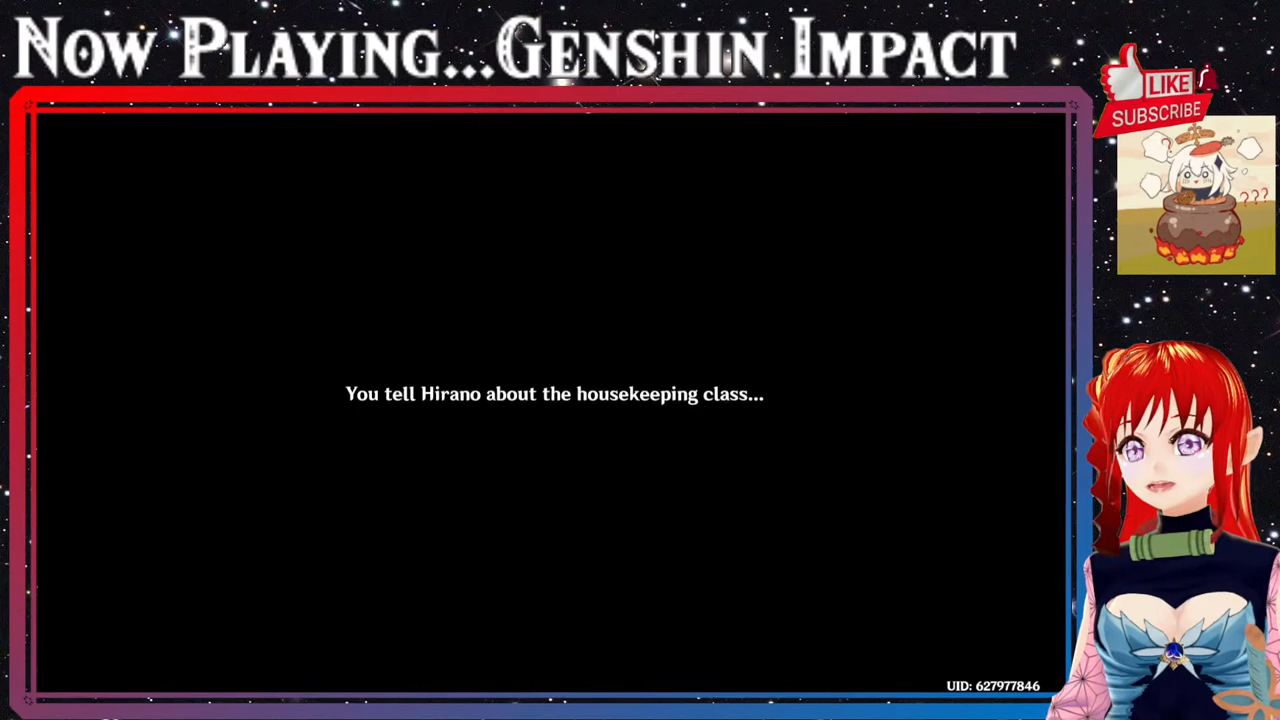 Now Playing...Genshin Impact
LIKE
SUBSCRIBE
?
???
You tell Hirano about the housekeeping class...
UID: 627977846